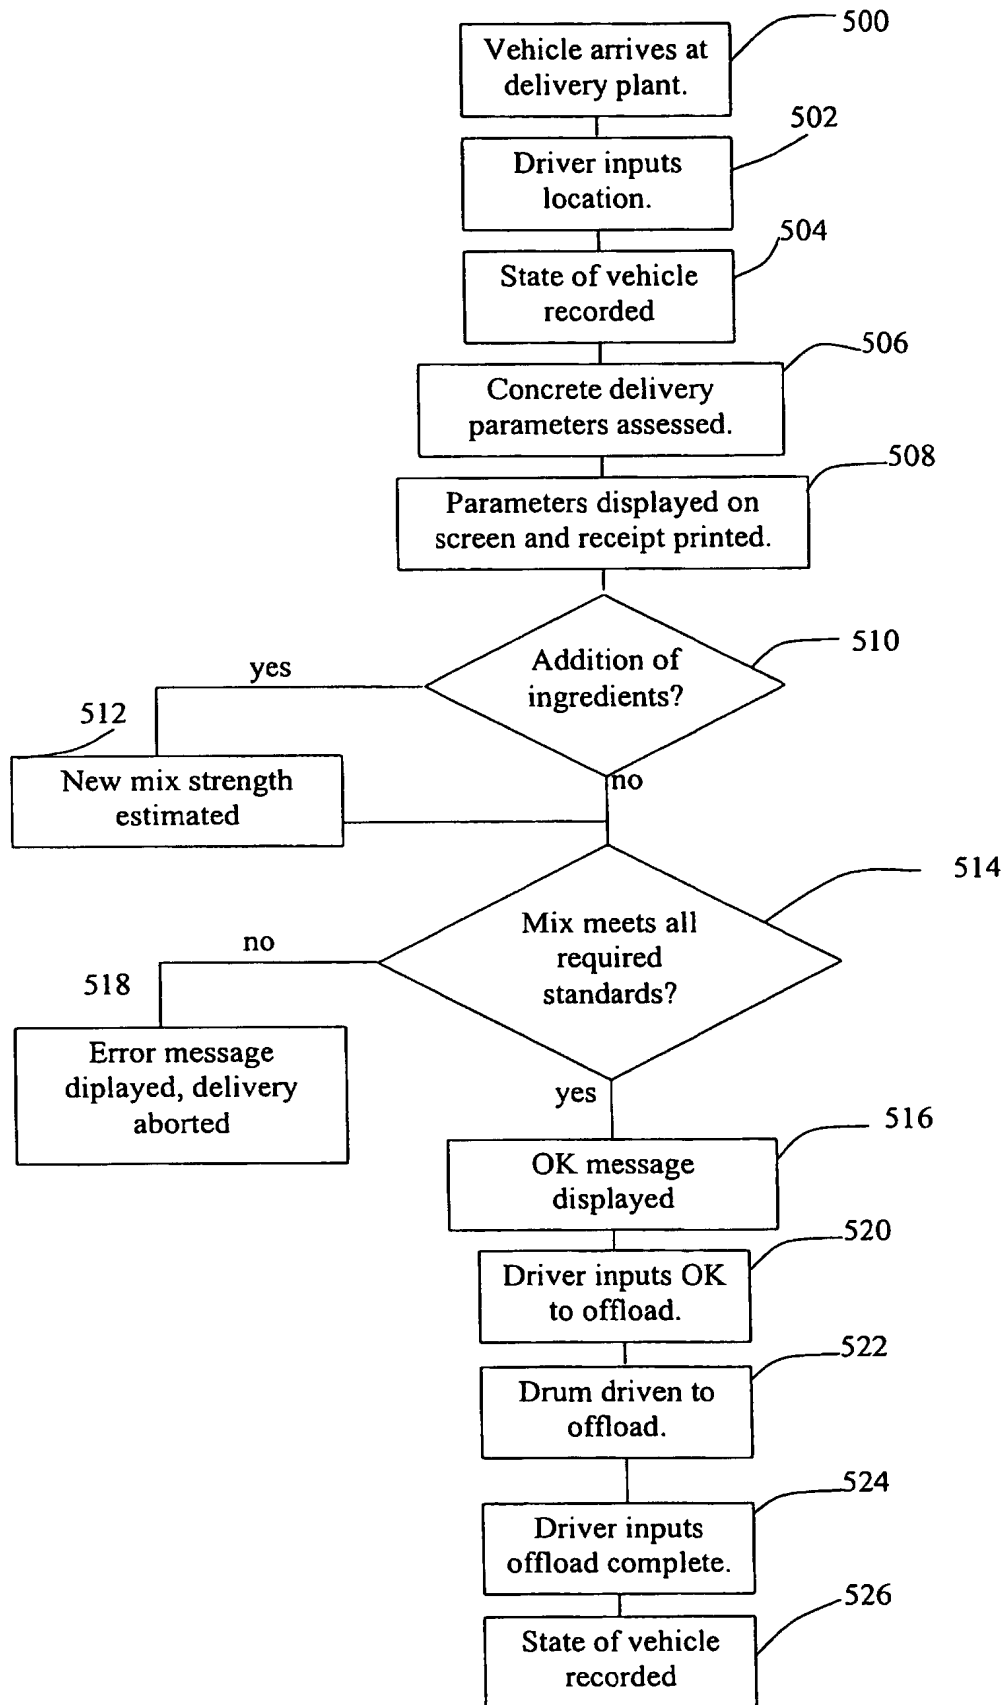 500
Vehicle arrives at
delivery plant.
502
Driver inputs
location.
504
State of vehicle
recorded
506
Concrete delivery
parameters assessed.
508
Parameters displayed on
screen and receipt printed.
510
Addition of
ingredients?
yes
512
New mix strength
estimated
no
514
Mix meets all
required
standards?
no
518
Error message
diplayed, delivery
aborted
yes
516
OK message
displayed
520
Driver inputs OK
to offload.
522
Drum driven to
offload.
524
Driver inputs
offload complete.
526
State of vehicle
recorded